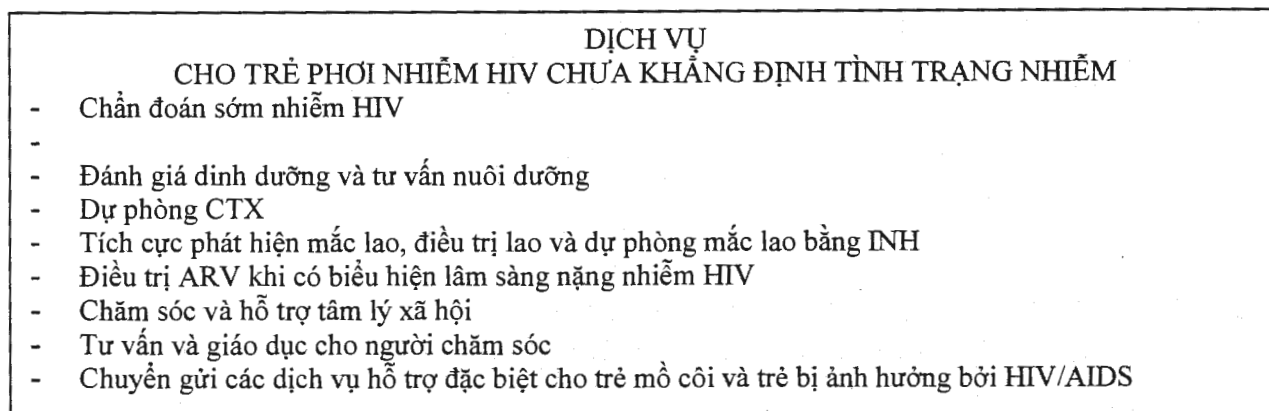 DỊCH VỤ
CHO TRẺ PHƠI NHIỄM HIV CHƯA KHẲNG ĐỊNH TÌNH TRẠNG NHIỄM
- Chẩn đoán sớm nhiễm HIV
-
- Đánh giá dinh dưỡng và tư vấn nuôi dưỡng
- Dự phòng CTX
- Tích cực phát hiện mắc lao, điều trị lao và dự phòng mắc lao bằng INH
- Điều trị ARV khi có biểu hiện lâm sàng nặng nhiễm HIV
- Chăm sóc và hỗ trợ tâm lý xã hội
- Tư vấn và giáo dục cho người chăm sóc
- Chuyển gửi các dịch vụ hỗ trợ đặc biệt cho trẻ mồ côi và trẻ bị ảnh hưởng bởi HIV/AIDS